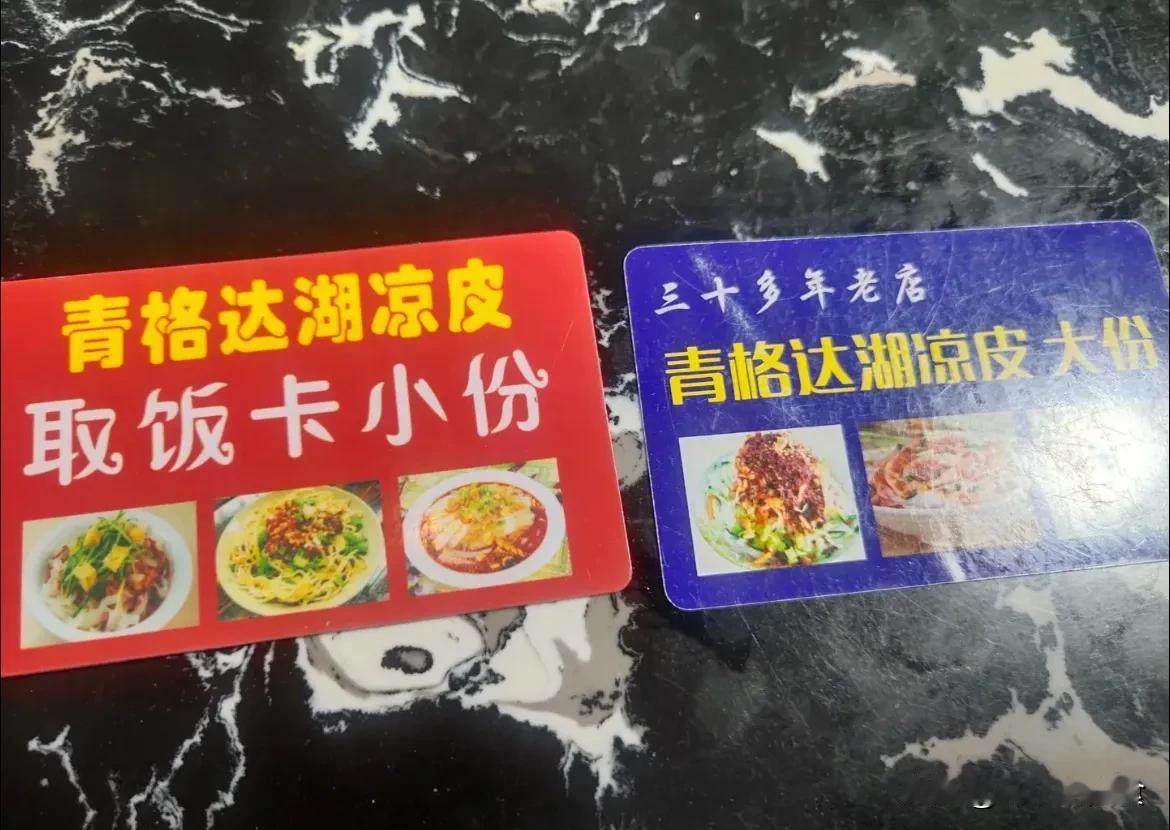 青格达湖凉皮
取饭卡小份
三十多年老店
青格达湖凉皮 大份